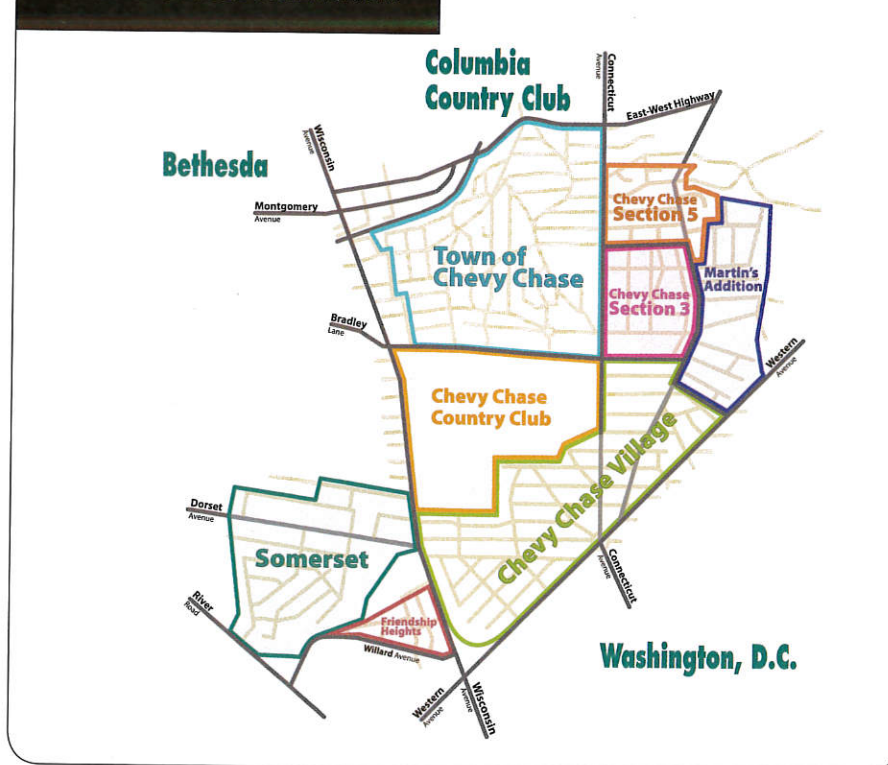 Columbia
Country Club
Connecticut
Avenue
East-West Highway
Wisconsin
Avenue
Bethesda
Montgomery
Avenue
Chevy Chase
Section 5
Town of
Chevy Chase
Martin's
Addition
Chevy Chase
Section 3
Bradley
Lane
Western
Avenue
Chevy Chase
Country Club
Chevy Chase Village
Dorset
Avenue
Somerset
Connecticut
Avenue
River
Road
Friendship
Heights
Willard Avenue
Washington, D.C.
Western
Avenue
Wisconsin
Avenue